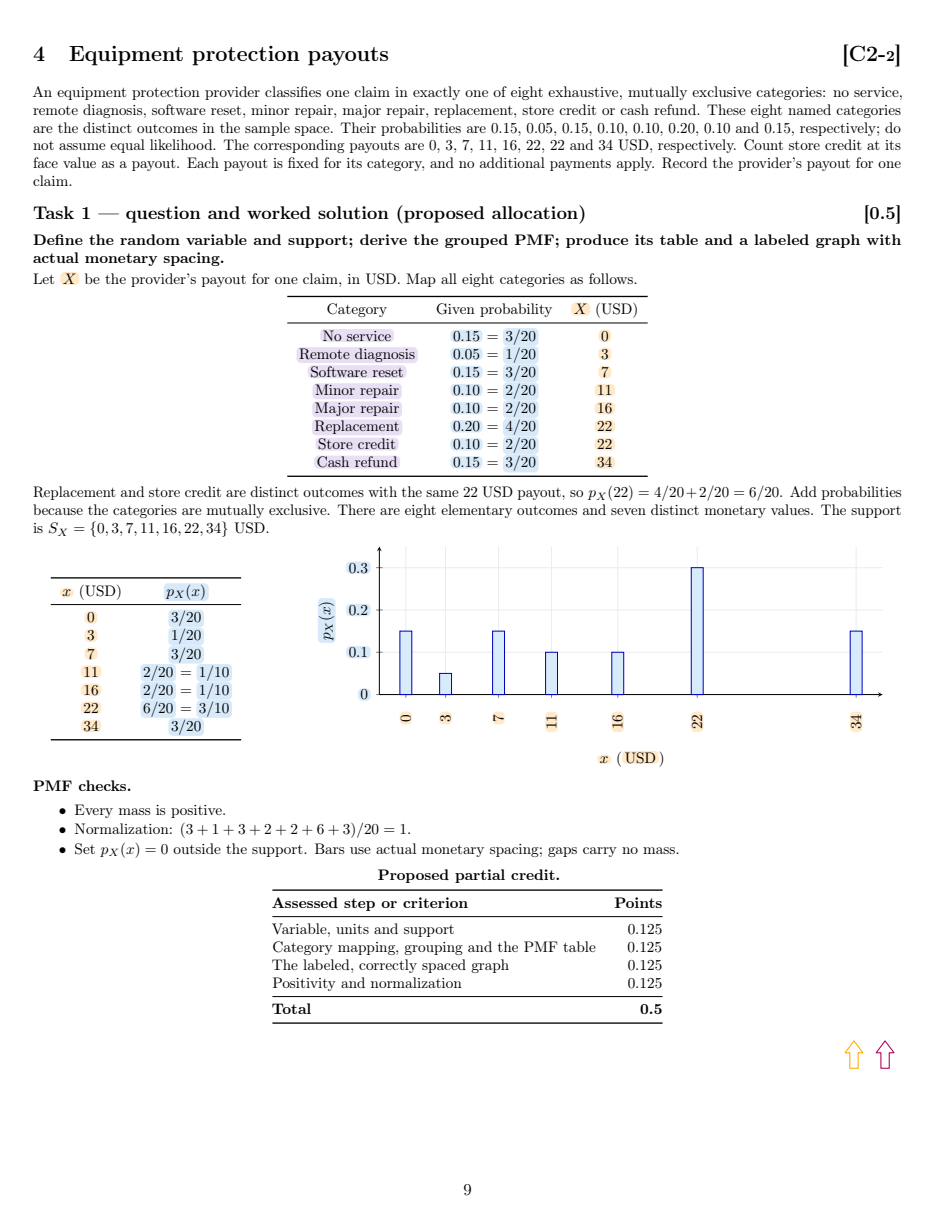 4 Equipment protection payouts [C2-2]
An equipment protection provider classifies one claim in exactly one of eight exhaustive, mutually exclusive categories: no service,
remote diagnosis, software reset, minor repair, major repair, replacement, store credit or cash refund. These eight named categories
are the distinct outcomes in the sample space. Their probabilities are 0.15, 0.05, 0.15, 0.10, 0.10, 0.20, 0.10 and 0.15, respectively; do
not assume equal likelihood. The corresponding payouts are 0, 3, 7, 11, 16, 22, 22 and 34 USD, respectively. Count store credit at its
face value as a payout. Each payout is fixed for its category, and no additional payments apply. Record the provider's payout for one
claim.
Task 1 — question and worked solution (proposed allocation) [0.5]
Define the random variable and support; derive the grouped PMF; produce its table and a labeled graph with
actual monetary spacing.
Let X be the provider's payout for one claim, in USD. Map all eight categories as follows.
Category Given probability X (USD)
No service 0.15 = 3/20 0
Remote diagnosis 0.05 = 1/20 3
Software reset 0.15 = 3/20 7
Minor repair 0.10 = 2/20 11
Major repair 0.10 = 2/20 16
Replacement 0.20 = 4/20 22
Store credit 0.10 = 2/20 22
Cash refund 0.15 = 3/20 34
Replacement and store credit are distinct outcomes with the same 22 USD payout, so pX(22) = 4/20+2/20 = 6/20. Add probabilities
because the categories are mutually exclusive. There are eight elementary outcomes and seven distinct monetary values. The support
is SX = {0, 3, 7, 11, 16, 22, 34} USD.
x (USD) pX(x)
0 3/20
3 1/20
7 3/20
11 2/20 = 1/10
16 2/20 = 1/10
22 6/20 = 3/10
34 3/20
pX(x)
0.3
0.2
0.1
0
0 3 7 11 16 22 34
x (USD)
PMF checks.
• Every mass is positive.
• Normalization: (3 + 1 + 3 + 2 + 2 + 6 + 3)/20 = 1.
• Set pX(x) = 0 outside the support. Bars use actual monetary spacing; gaps carry no mass.
Proposed partial credit.
Assessed step or criterion Points
Variable, units and support 0.125
Category mapping, grouping and the PMF table 0.125
The labeled, correctly spaced graph 0.125
Positivity and normalization 0.125
Total 0.5
9